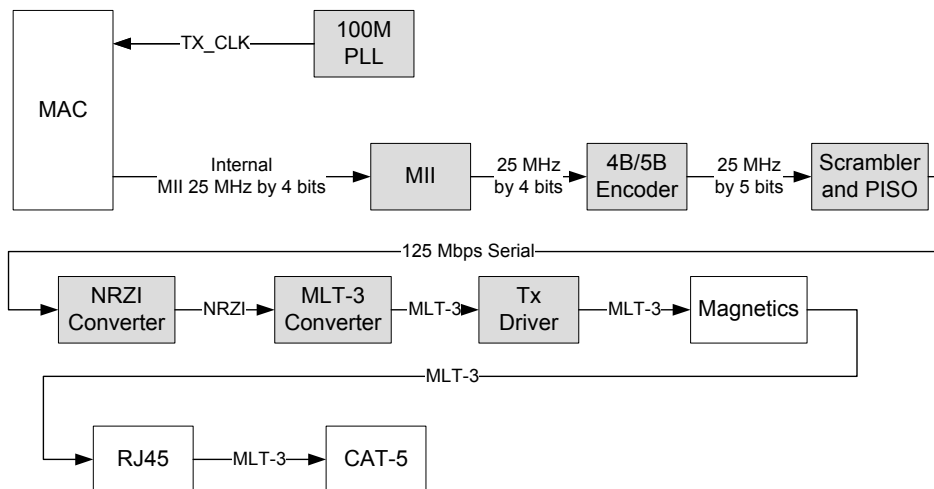 100M
PLL
TX_CLK
MAC
Internal
MII 25 MHz by 4 bits
MII
25 MHz
by 4 bits
4B/5B
Encoder
25 MHz
by 5 bits
Scrambler
and PISO
125 Mbps Serial
NRZI
Converter
NRZI
MLT-3
Converter
MLT-3
Tx
Driver
MLT-3
Magnetics
MLT-3
RJ45
MLT-3
CAT-5